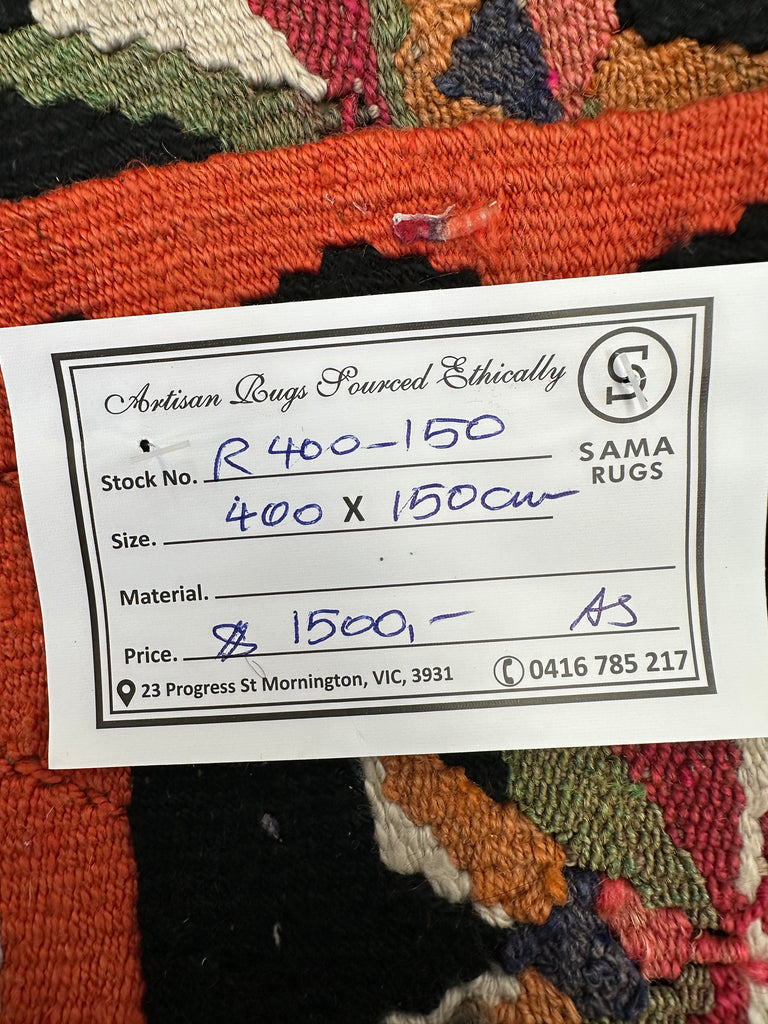 Artisan Rugs Sourced Ethically
S
SAMA
RUGS
Stock No. R 400-150
Size. 400 X 150cm
Material.
Price. $ 1500,- AS
23 Progress St Mornington, VIC, 3931
0416 785 217